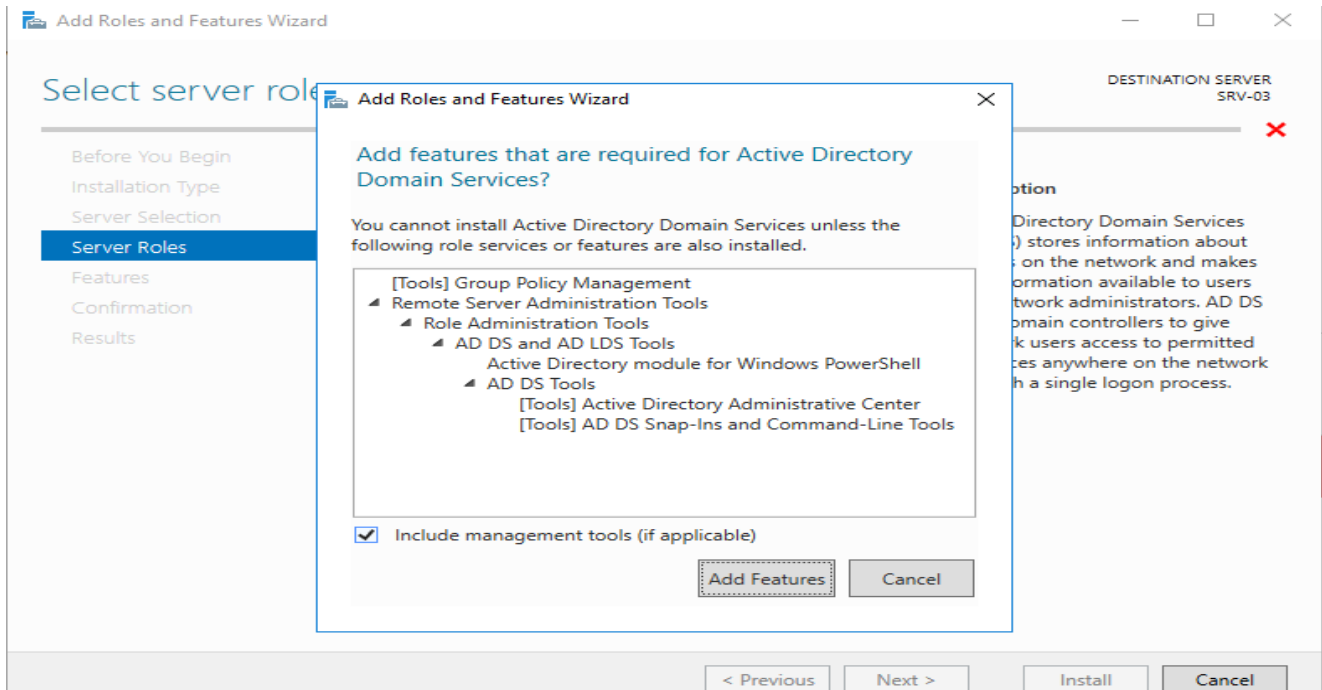 Add Roles and Features Wizard
Select server role
DESTINATION SERVER
SRV-03
Before You Begin
Installation Type
Server Selection
Server Roles
Features
Confirmation
Results
Add Roles and Features Wizard
Add features that are required for Active Directory
Domain Services?
You cannot install Active Directory Domain Services unless the
following role services or features are also installed.
[Tools] Group Policy Management
Remote Server Administration Tools
Role Administration Tools
AD DS and AD LDS Tools
Active Directory module for Windows PowerShell
AD DS Tools
[Tools] Active Directory Administrative Center
[Tools] AD DS Snap-Ins and Command-Line Tools
Include management tools (if applicable)
Add Features
Cancel
ption
Directory Domain Services
) stores information about
on the network and makes
ormation available to users
twork administrators. AD DS
omain controllers to give
k users access to permitted
ces anywhere on the network
h a single logon process.
< Previous
Next >
Install
Cancel